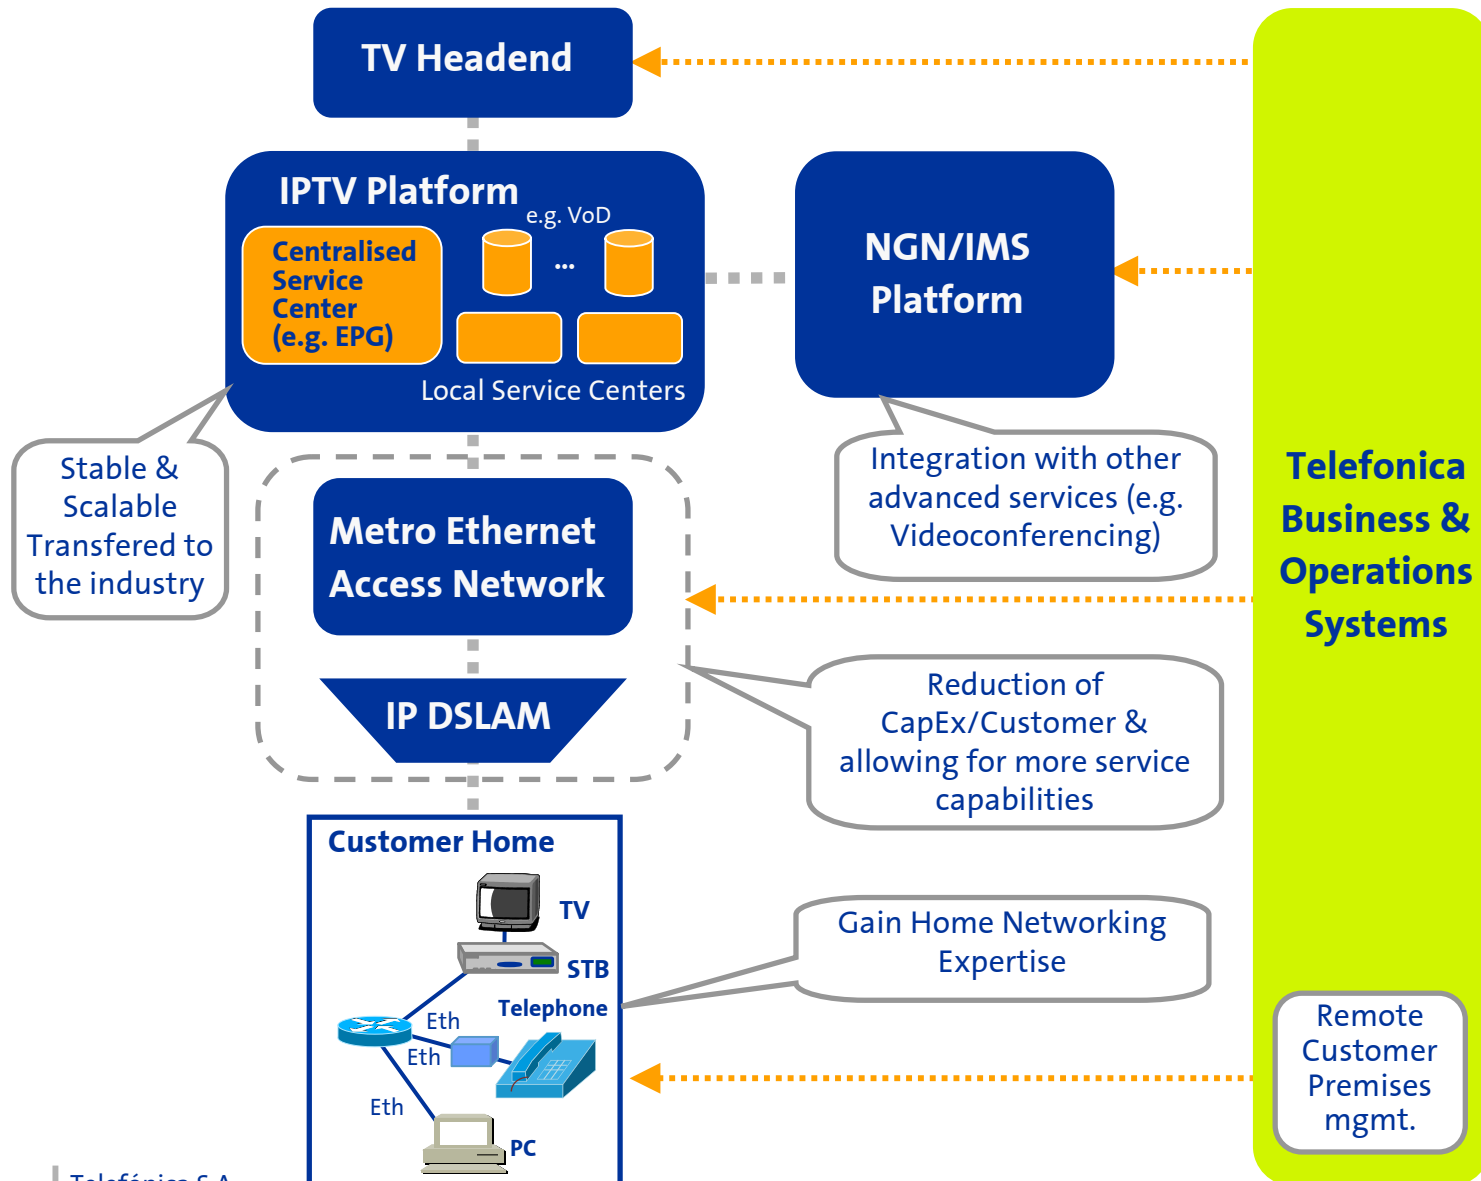 TV Headend
IPTV Platform
e.g. VoD
Centralised
Service
Center
(e.g. EPG)
...
Local Service Centers
NGN/IMS
Platform
Stable &
Scalable
Transfered to
the industry
Integration with other
advanced services (e.g.
Videoconferencing)
Metro Ethernet
Access Network
IP DSLAM
Reduction of
CapEx/Customer &
allowing for more service
capabilities
Customer Home
TV
STB
Telephone
Eth
Eth
Eth
PC
Gain Home Networking
Expertise
Telefonica
Business &
Operations
Systems
Remote
Customer
Premises
mgmt.
Telefónica S.A.